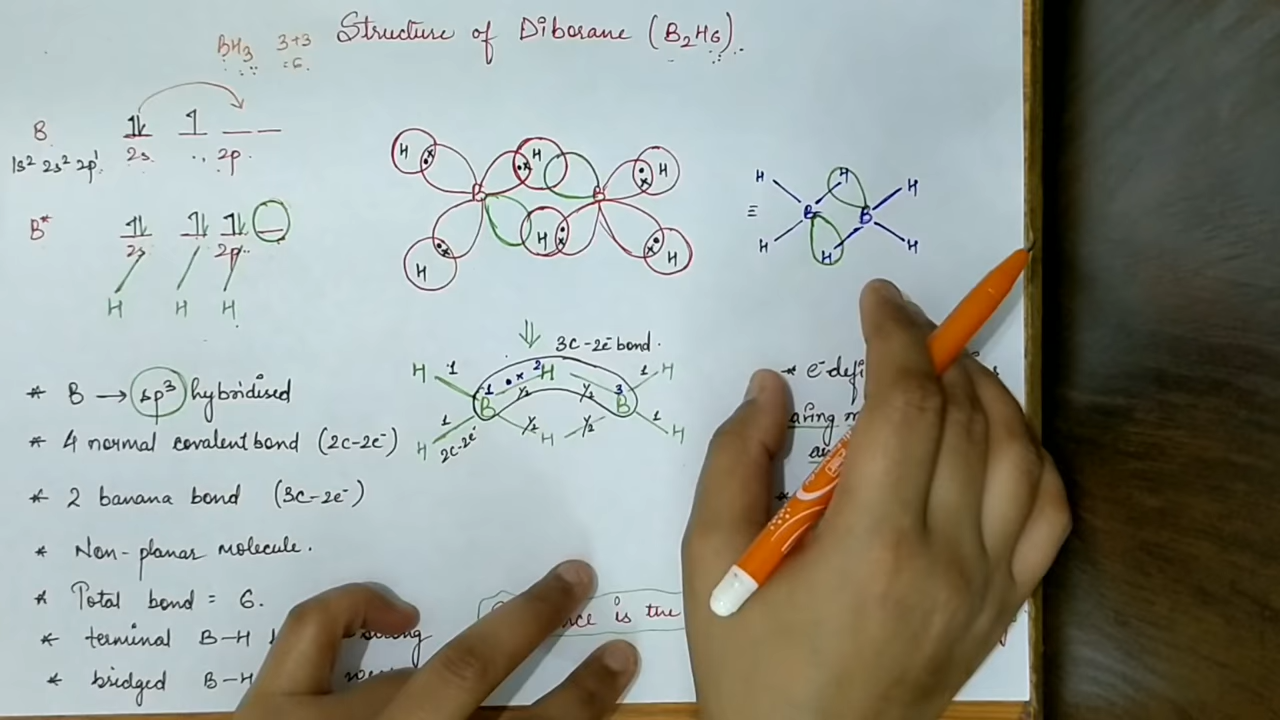 Structure of Diborane (B2H6)
BH3 3+3
=6.
B
1s² 2s² 2p¹
2s 2p
B*
2s 2p
H H H
H H H
B B
H H H
≡
H H H
B B
H H H
3C-2e⁻ bond.
H 1 1 2 H 3 1 H
B 1/2 1/2 B
H 1 1/2 H 1/2 1 H
2c-2e⁻
* B → sp³ hybridised
* 4 normal covalent bond (2c-2e⁻)
* 2 banana bond (3c-2e⁻)
* Non-planar molecule.
* Total bond = 6.
* terminal B-H strong
* bridged B-H
* e⁻
is the